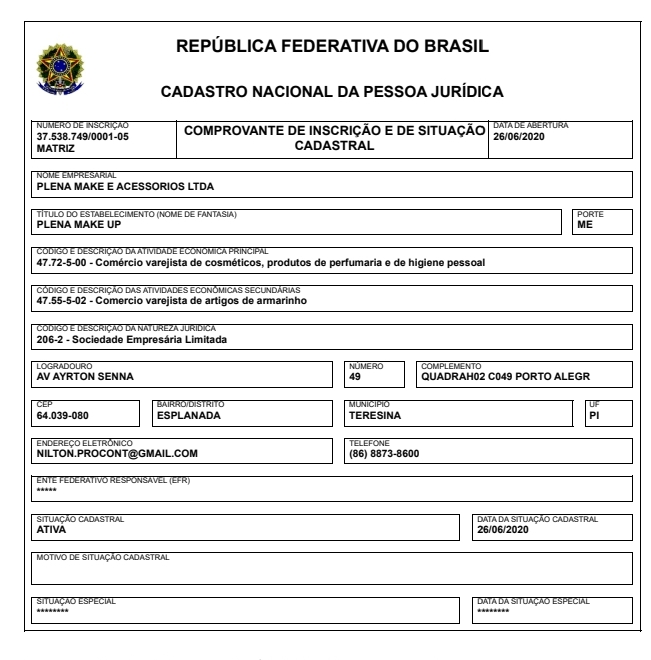 REPÚBLICA FEDERATIVA DO BRASIL
CADASTRO NACIONAL DA PESSOA JURÍDICA
NÚMERO DE INSCRIÇÃO
37.538.749/0001-05
MATRIZ
COMPROVANTE DE INSCRIÇÃO E DE SITUAÇÃO
CADASTRAL
DATA DE ABERTURA
26/06/2020
NOME EMPRESARIAL
PLENA MAKE E ACESSORIOS LTDA
TÍTULO DO ESTABELECIMENTO (NOME DE FANTASIA)
PLENA MAKE UP
PORTE
ME
CÓDIGO E DESCRIÇÃO DA ATIVIDADE ECONÔMICA PRINCIPAL
47.72-5-00 - Comércio varejista de cosméticos, produtos de perfumaria e de higiene pessoal
CÓDIGO E DESCRIÇÃO DAS ATIVIDADES ECONÔMICAS SECUNDÁRIAS
47.55-5-02 - Comercio varejista de artigos de armarinho
CÓDIGO E DESCRIÇÃO DA NATUREZA JURÍDICA
206-2 - Sociedade Empresária Limitada
LOGRADOURO
AV AYRTON SENNA
NÚMERO
49
COMPLEMENTO
QUADRAH02 C049 PORTO ALEGR
CEP
64.039-080
BAIRRO/DISTRITO
ESPLANADA
MUNICÍPIO
TERESINA
UF
PI
ENDEREÇO ELETRÔNICO
NILTON.PROCONT@GMAIL.COM
TELEFONE
(86) 8873-8600
ENTE FEDERATIVO RESPONSÁVEL (EFR)
*****
SITUAÇÃO CADASTRAL
ATIVA
DATA DA SITUAÇÃO CADASTRAL
26/06/2020
MOTIVO DE SITUAÇÃO CADASTRAL
SITUAÇÃO ESPECIAL
********
DATA DA SITUAÇÃO ESPECIAL
********